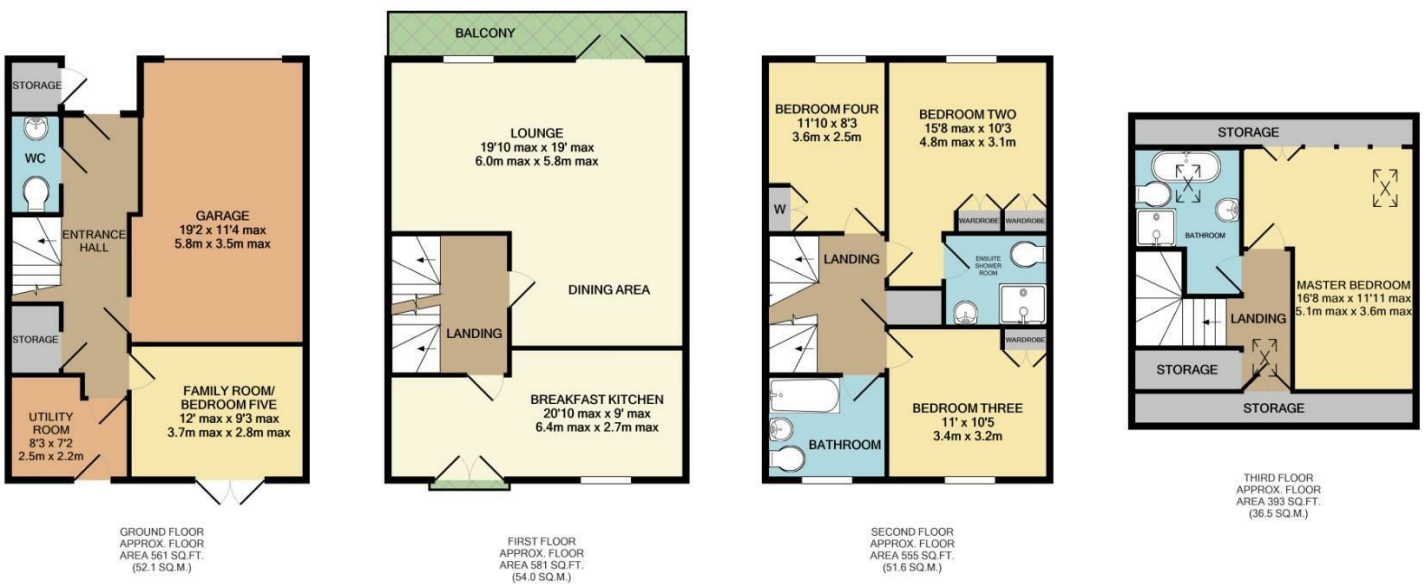 STORAGE
WC
ENTRANCE
HALL
GARAGE
19'2 x 11'4 max
5.8m x 3.5m max
STORAGE
UTILITY
ROOM
8'3 x 7'2
2.5m x 2.2m
FAMILY ROOM/
BEDROOM FIVE
12' max x 9'3 max
3.7m max x 2.8m max
GROUND FLOOR
APPROX. FLOOR
AREA 561 SQ.FT.
(52.1 SQ.M.)
BALCONY
LOUNGE
19'10 max x 19' max
6.0m max x 5.8m max
DINING AREA
LANDING
BREAKFAST KITCHEN
20'10 max x 9' max
6.4m max x 2.7m max
FIRST FLOOR
APPROX. FLOOR
AREA 581 SQ.FT.
(54.0 SQ.M.)
BEDROOM FOUR
11'10 x 8'3
3.6m x 2.5m
BEDROOM TWO
15'8 max x 10'3
4.8m max x 3.1m
W
WARDROBE
WARDROBE
LANDING
ENSUITE
SHOWER
ROOM
WARDROBE
BEDROOM THREE
11' x 10'5
3.4m x 3.2m
BATHROOM
SECOND FLOOR
APPROX. FLOOR
AREA 555 SQ.FT.
(51.6 SQ.M.)
STORAGE
BATHROOM
MASTER BEDROOM
16'8 max x 11'11 max
5.1m max x 3.6m max
LANDING
STORAGE
STORAGE
THIRD FLOOR
APPROX. FLOOR
AREA 393 SQ.FT.
(36.5 SQ.M.)